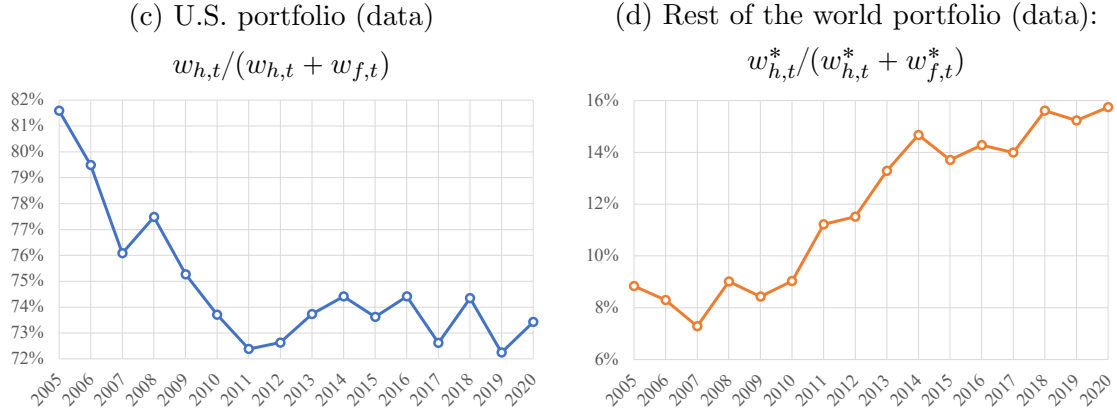 (c) U.S. portfolio (data)
w_{h,t}/(w_{h,t} + w_{f,t})
82%
81%
80%
79%
78%
77%
76%
75%
74%
73%
72%
2005 2006 2007 2008 2009 2010 2011 2012 2013 2014 2015 2016 2017 2018 2019 2020
(d) Rest of the world portfolio (data):
w^*_{h,t}/(w^*_{h,t} + w^*_{f,t})
16%
14%
12%
10%
8%
6%
2005 2006 2007 2008 2009 2010 2011 2012 2013 2014 2015 2016 2017 2018 2019 2020